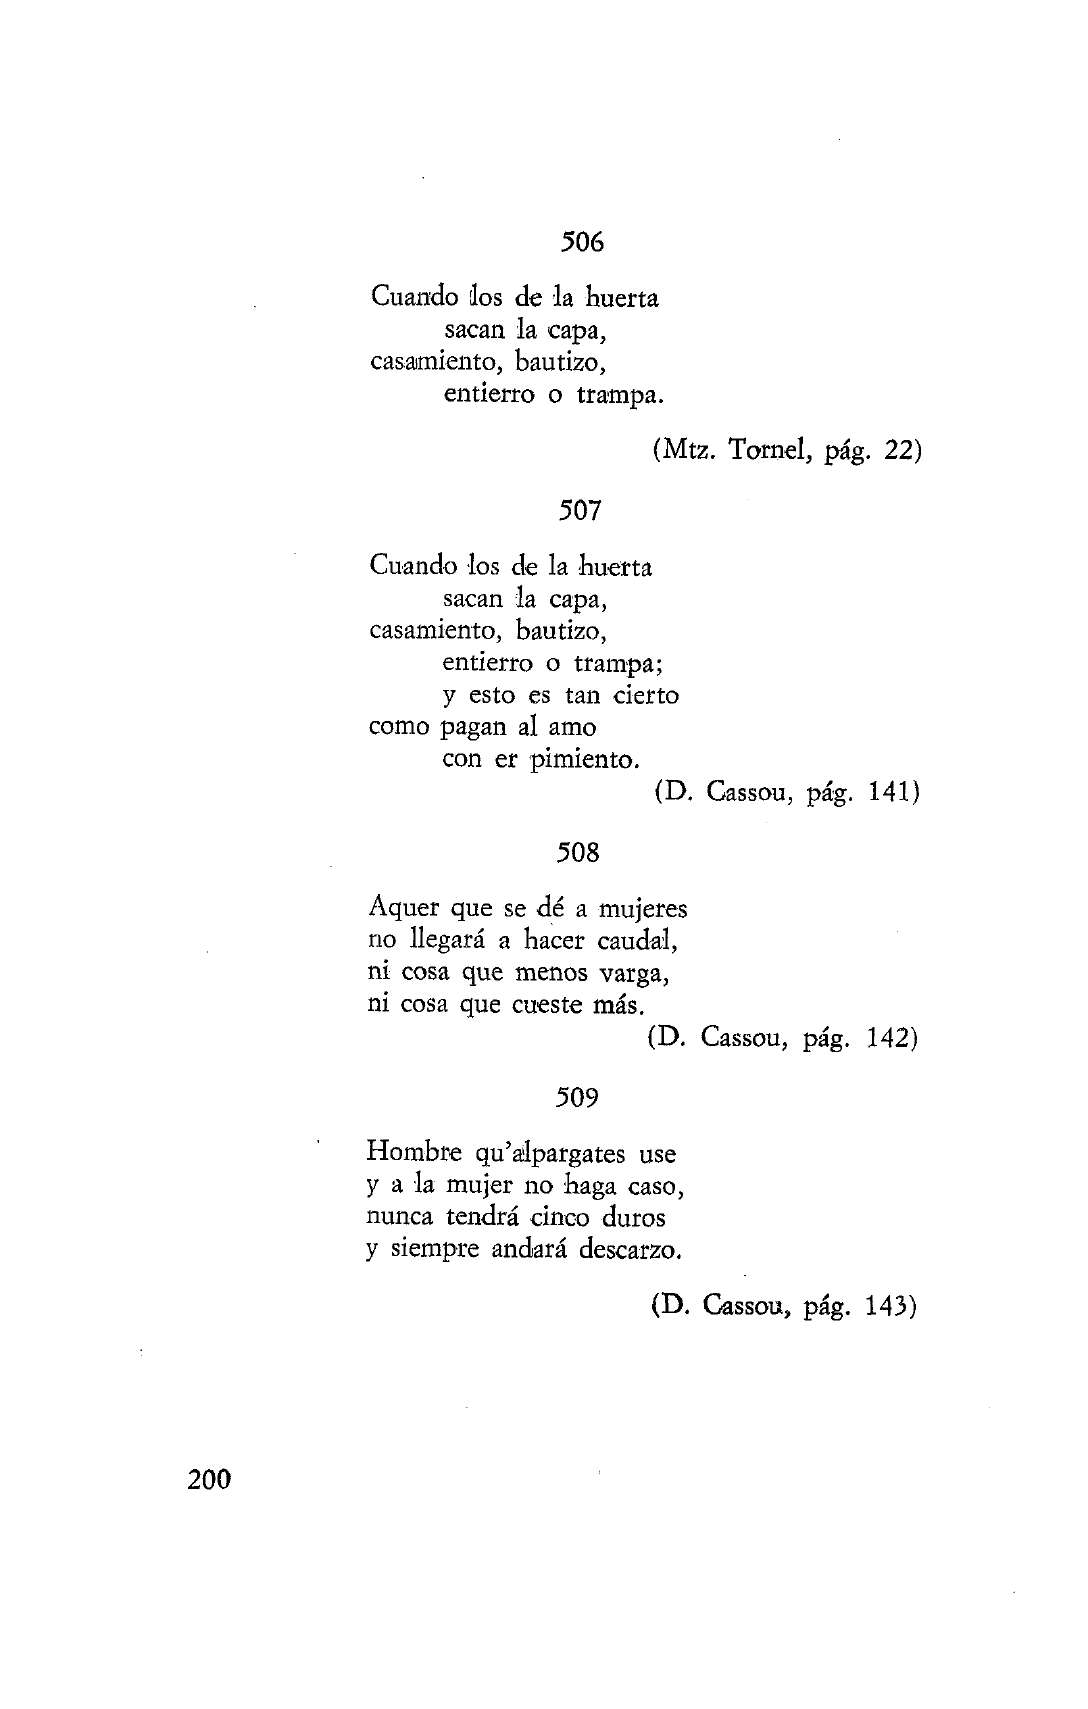 506
Cuando los de la huerta
sacan la capa,
casamiento, bautizo,
entierro o trampa.
(Mtz. Tornel, pág. 22)
507
Cuando los de la huerta
sacan la capa,
casamiento, bautizo,
entierro o trampa;
y esto es tan cierto
como pagan al amo
con er pimiento.
(D. Cassou, pág. 141)
508
Aquer que se dé a mujeres
no llegará a hacer caudal,
ni cosa que menos varga,
ni cosa que cueste más.
(D. Cassou, pág. 142)
509
Hombre qu'alpargates use
y a la mujer no haga caso,
nunca tendrá cinco duros
y siempre andará descarzo.
(D. Cassou, pág. 143)
200